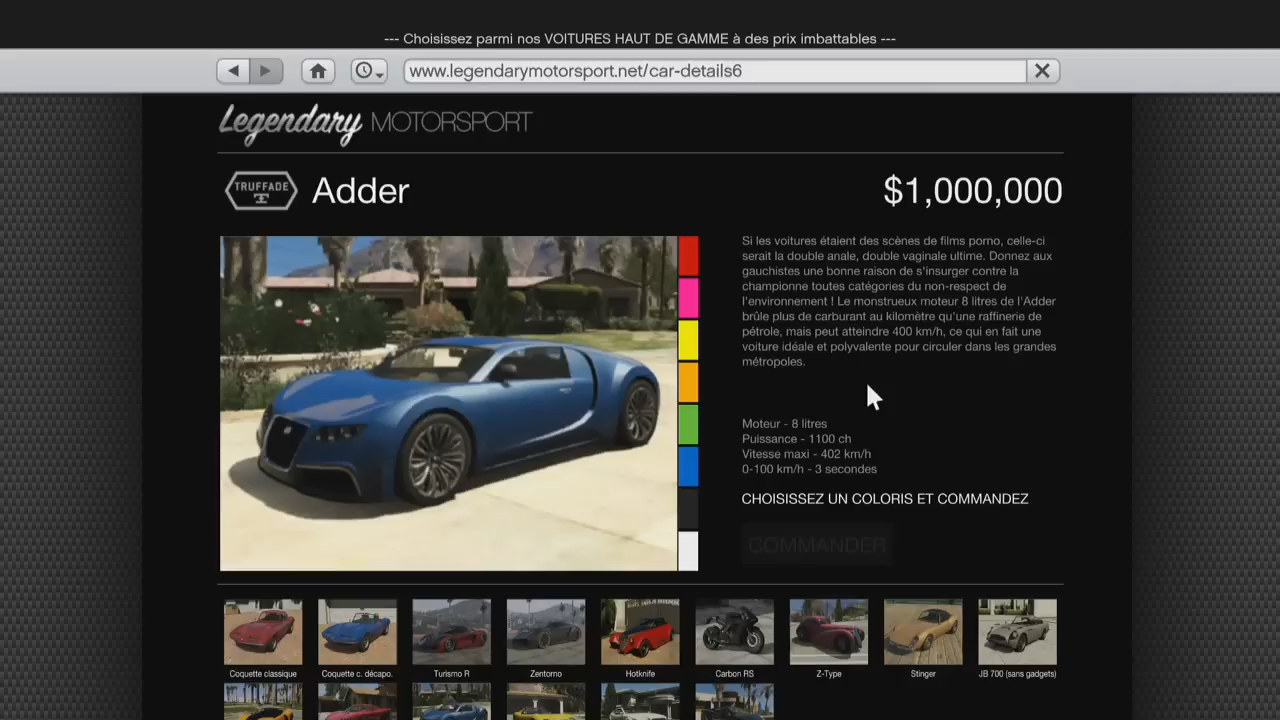 --- Choisissez parmi nos VOITURES HAUT DE GAMME à des prix imbattables ---
www.legendarymotorsport.net/car-details6
Legendary MOTORSPORT
TRUFFADE
Adder
$1,000,000
Si les voitures étaient des scènes de films porno, celle-ci
serait la double anale, double vaginale ultime. Donnez aux
gauchistes une bonne raison de s'insurger contre la
championne toutes catégories du non-respect de
l'environnement ! Le monstrueux moteur 8 litres de l'Adder
brûle plus de carburant au kilomètre qu'une raffinerie de
pétrole, mais peut atteindre 400 km/h, ce qui en fait une
voiture idéale et polyvalente pour circuler dans les grandes
métropoles.
Moteur - 8 litres
Puissance - 1100 ch
Vitesse maxi - 402 km/h
0-100 km/h - 3 secondes
CHOISISSEZ UN COLORIS ET COMMANDEZ
COMMANDER
Coquette classique
Coquette c. décapo.
Turismo R
Zentorno
Hotknife
Carbon RS
Z-Type
Stinger
JB 700 (sans gadgets)